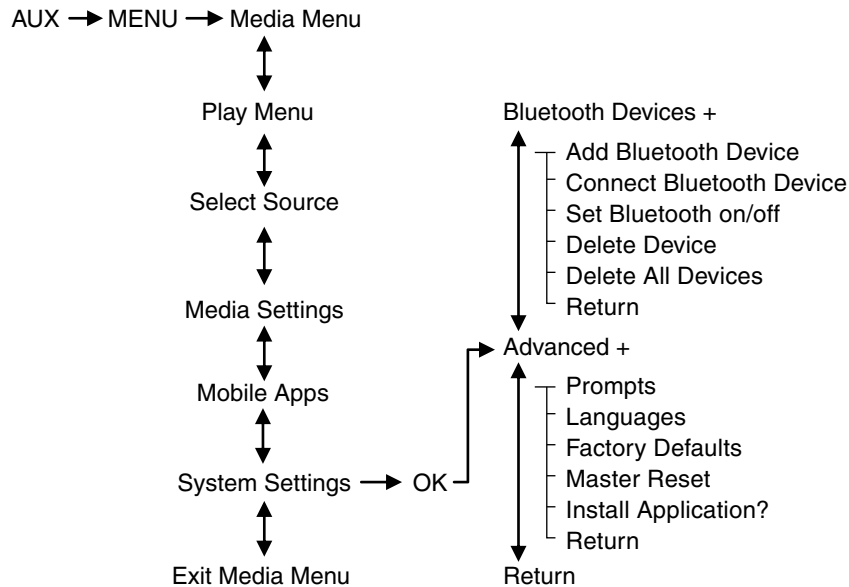 AUX MENU Media Menu
Play Menu
Select Source
Media Settings
Mobile Apps
System Settings OK
Exit Media Menu
Bluetooth Devices +
Add Bluetooth Device
Connect Bluetooth Device
Set Bluetooth on/off
Delete Device
Delete All Devices
Return
Advanced +
Prompts
Languages
Factory Defaults
Master Reset
Install Application?
Return
Return